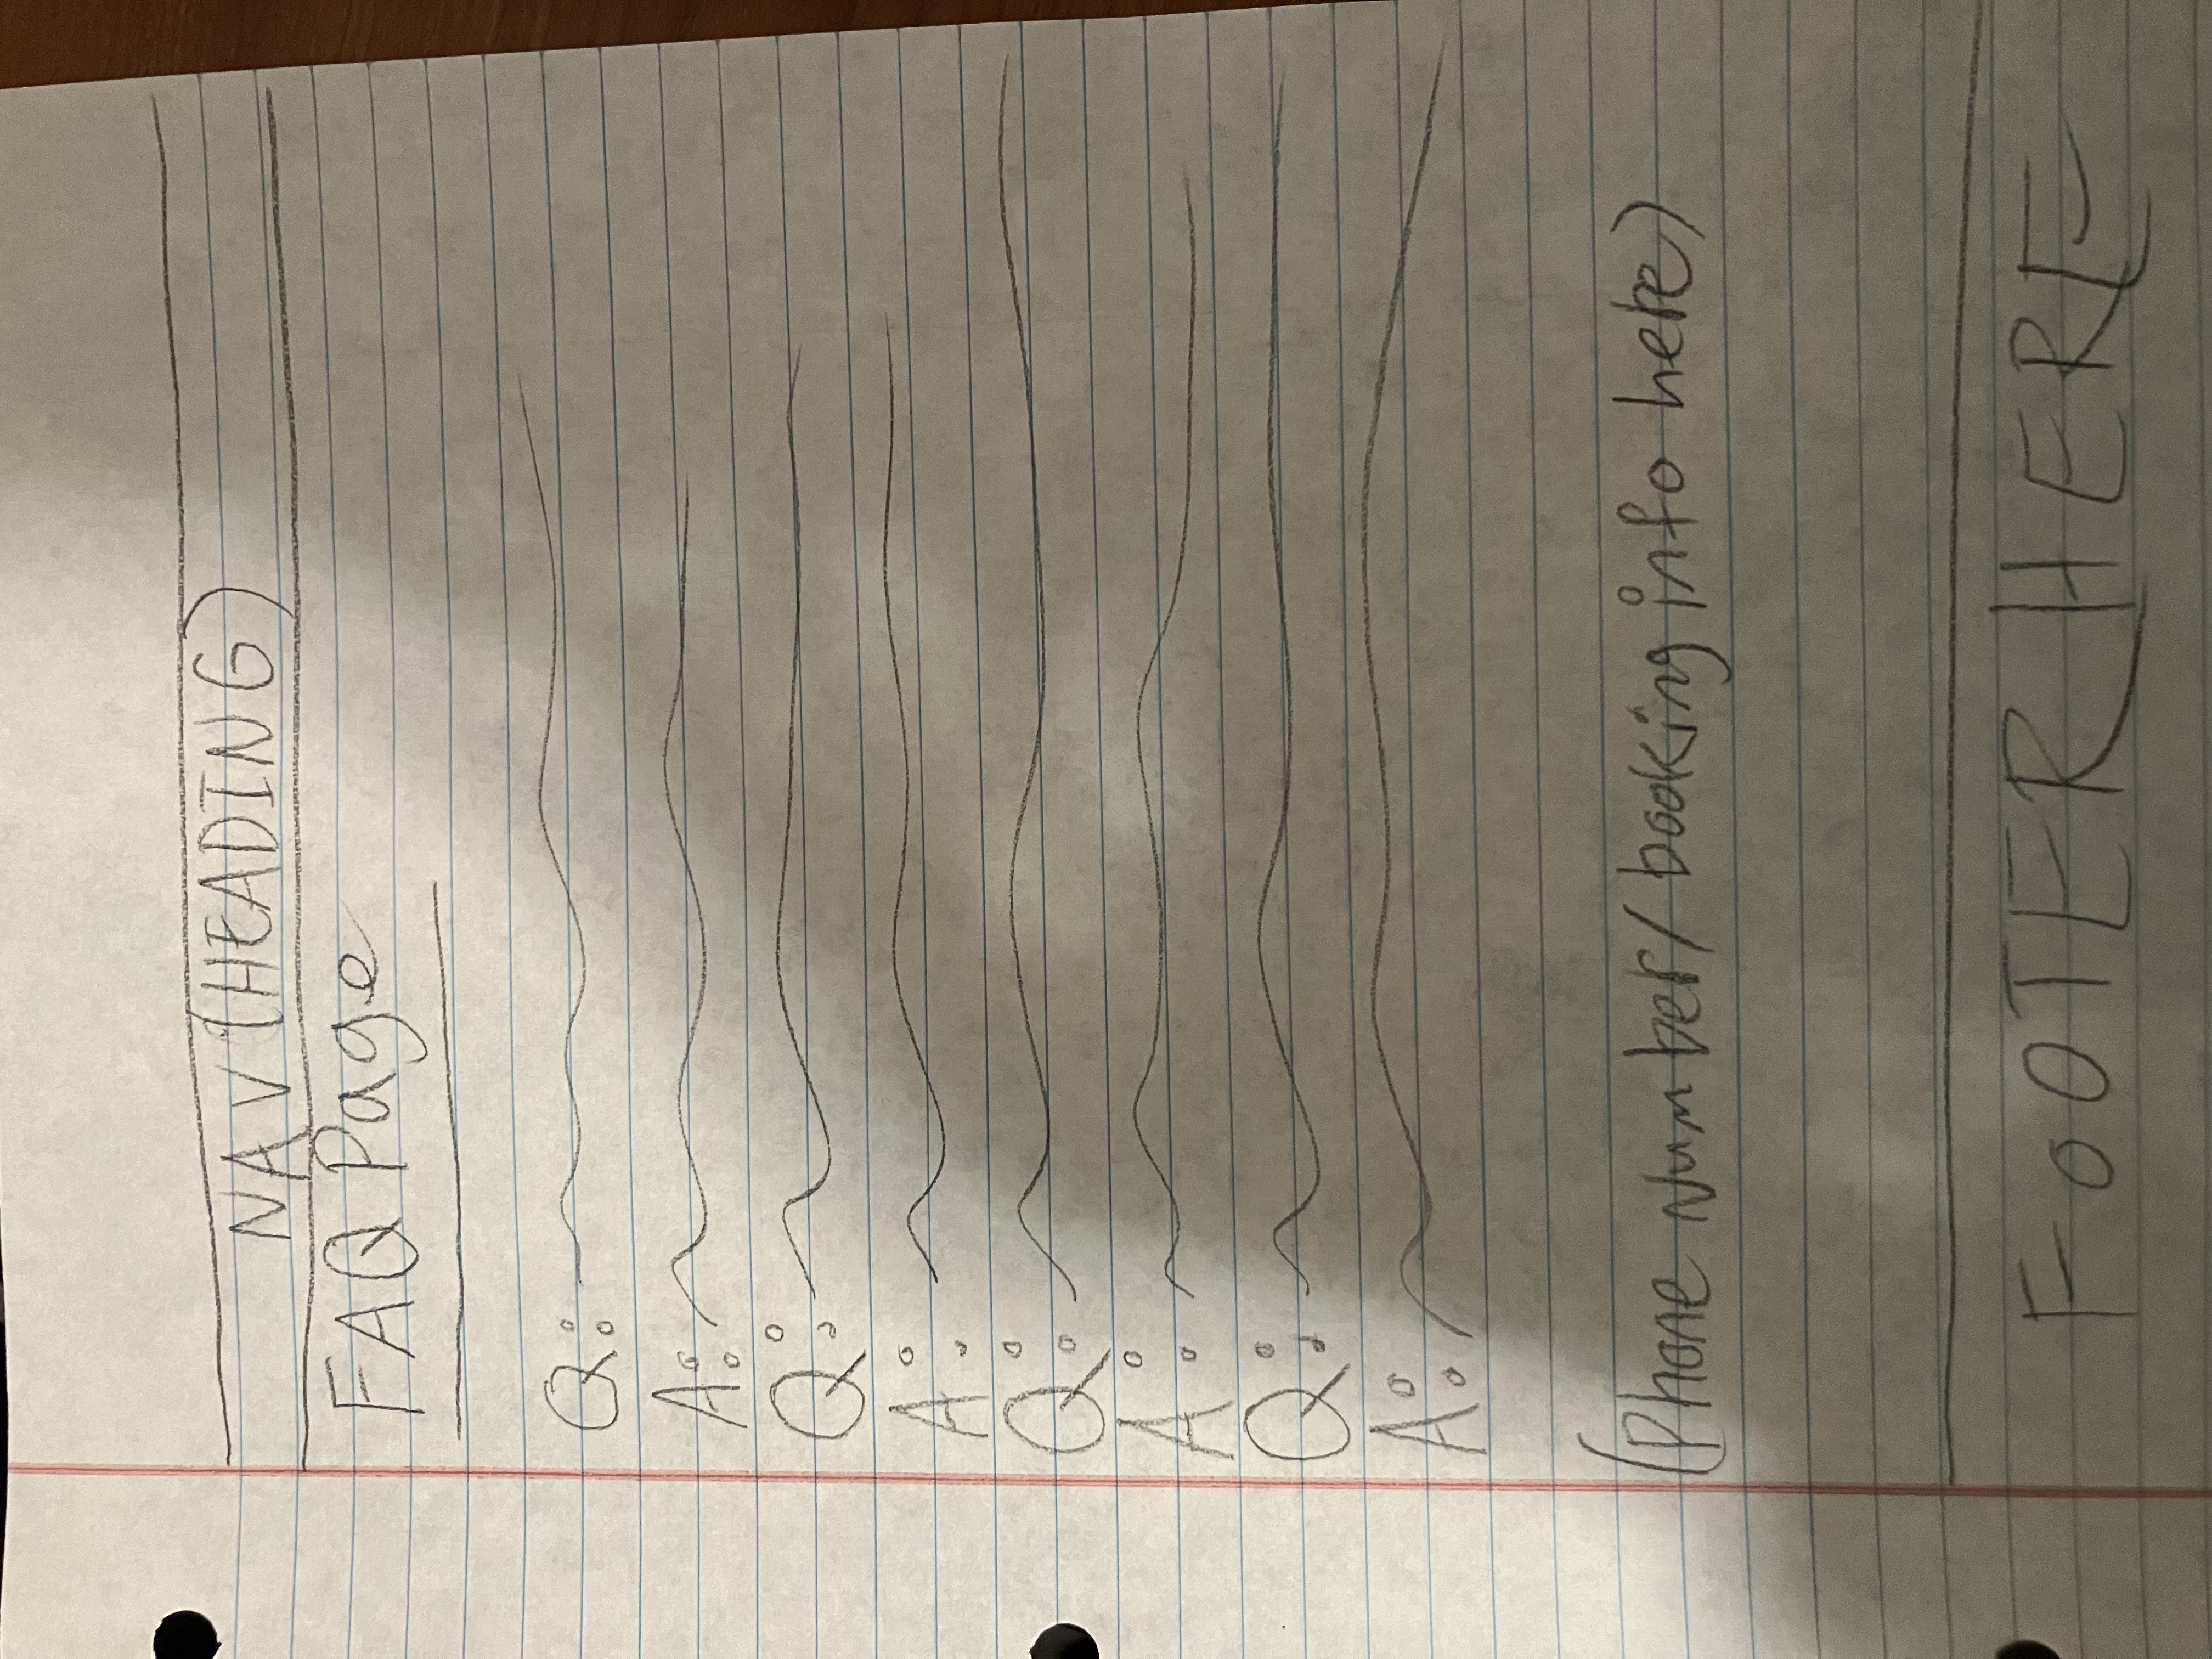 NAV (HEADING)
FAQ Page
Q:
A:
Q:
A:
Q:
A:
Q:
A:
(Phone Number/ booking info here)
FOOTER HERE